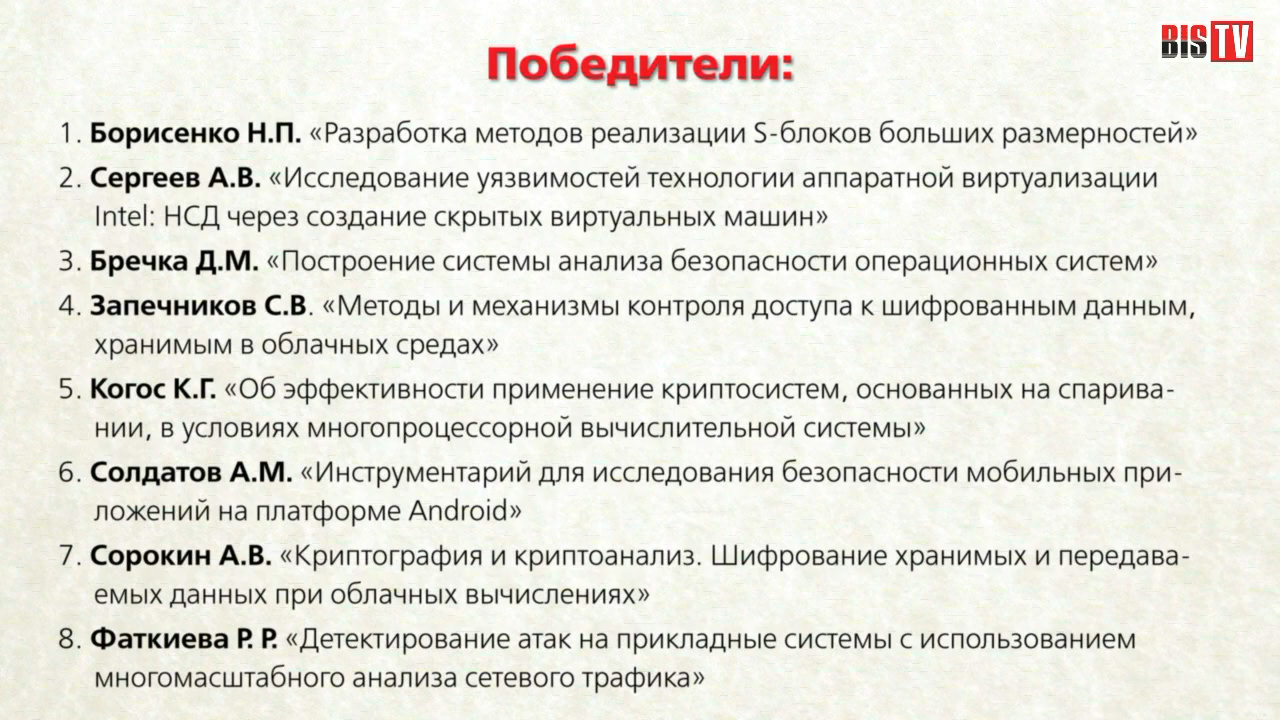 Победители:
BIS TV
1. Борисенко Н.П. «Разработка методов реализации S-блоков больших размерностей»
2. Сергеев А.В. «Исследование уязвимостей технологии аппаратной виртуализации
Intel: НСД через создание скрытых виртуальных машин»
3. Бречка Д.М. «Построение системы анализа безопасности операционных систем»
4. Запечников С.В. «Методы и механизмы контроля доступа к шифрованным данным,
хранимым в облачных средах»
5. Когос К.Г. «Об эффективности применение криптосистем, основанных на спарива-
нии, в условиях многопроцессорной вычислительной системы»
6. Солдатов А.М. «Инструментарий для исследования безопасности мобильных при-
ложений на платформе Android»
7. Сорокин А.В. «Криптография и криптоанализ. Шифрование хранимых и передава-
емых данных при облачных вычислениях»
8. Фаткиева Р. Р. «Детектирование атак на прикладные системы с использованием
многомасштабного анализа сетевого трафика»